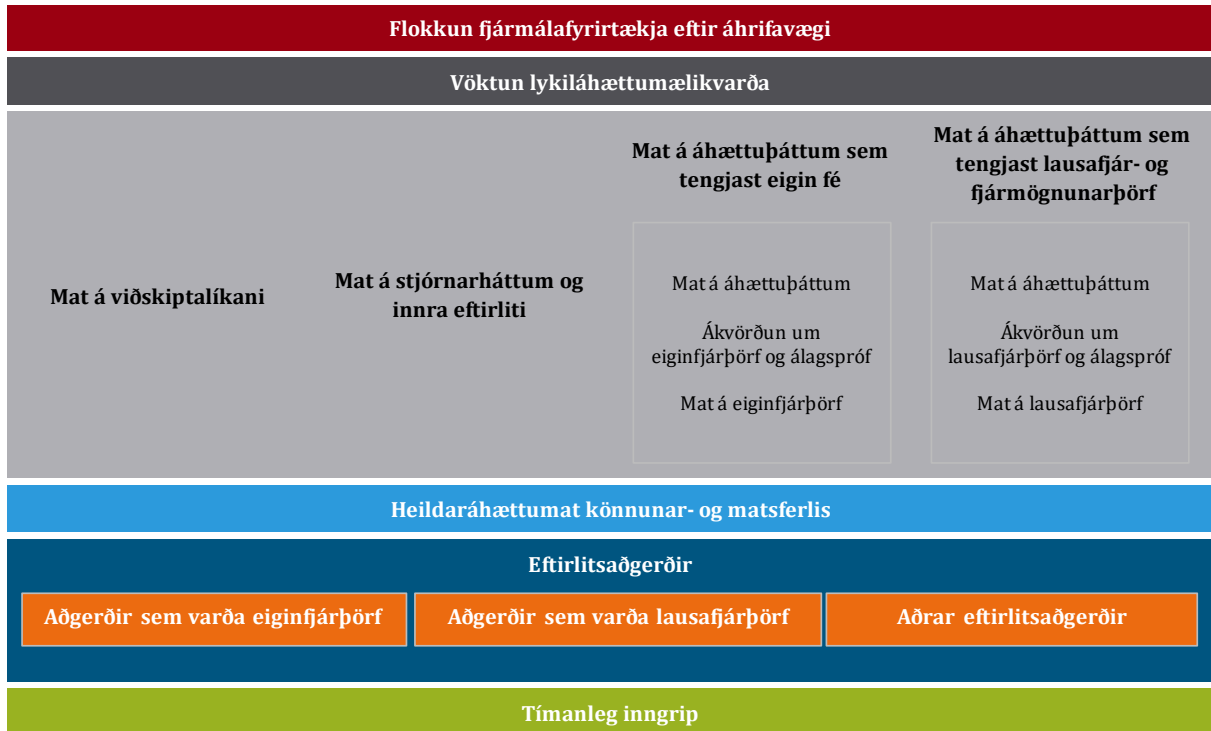 Flokkun fjármálafyrirtækja eftir áhrifavægi
Vöktun lykiláhættumælikvarða
Mat á viðskiptalíkani
Mat á stjórnarháttum og
innra eftirliti
Mat á áhættuþáttum sem
tengjast eigin fé
Mat á áhættuþáttum
Ákvörðun um
eiginfjárþörf og álagspróf
Mat á eiginfjárþörf
Mat á áhættuþáttum sem
tengjast lausafjár- og
fjármögnunarþörf
Mat á áhættuþáttum
Ákvörðun um
lausafjárþörf og álagspróf
Mat á lausafjárþörf
Heildaráhættumat könnunar- og matsferlis
Eftirlitsaðgerðir
Aðgerðir sem varða eiginfjárþörf
Aðgerðir sem varða lausafjárþörf
Aðrar eftirlitsaðgerðir
Tímanleg inngrip